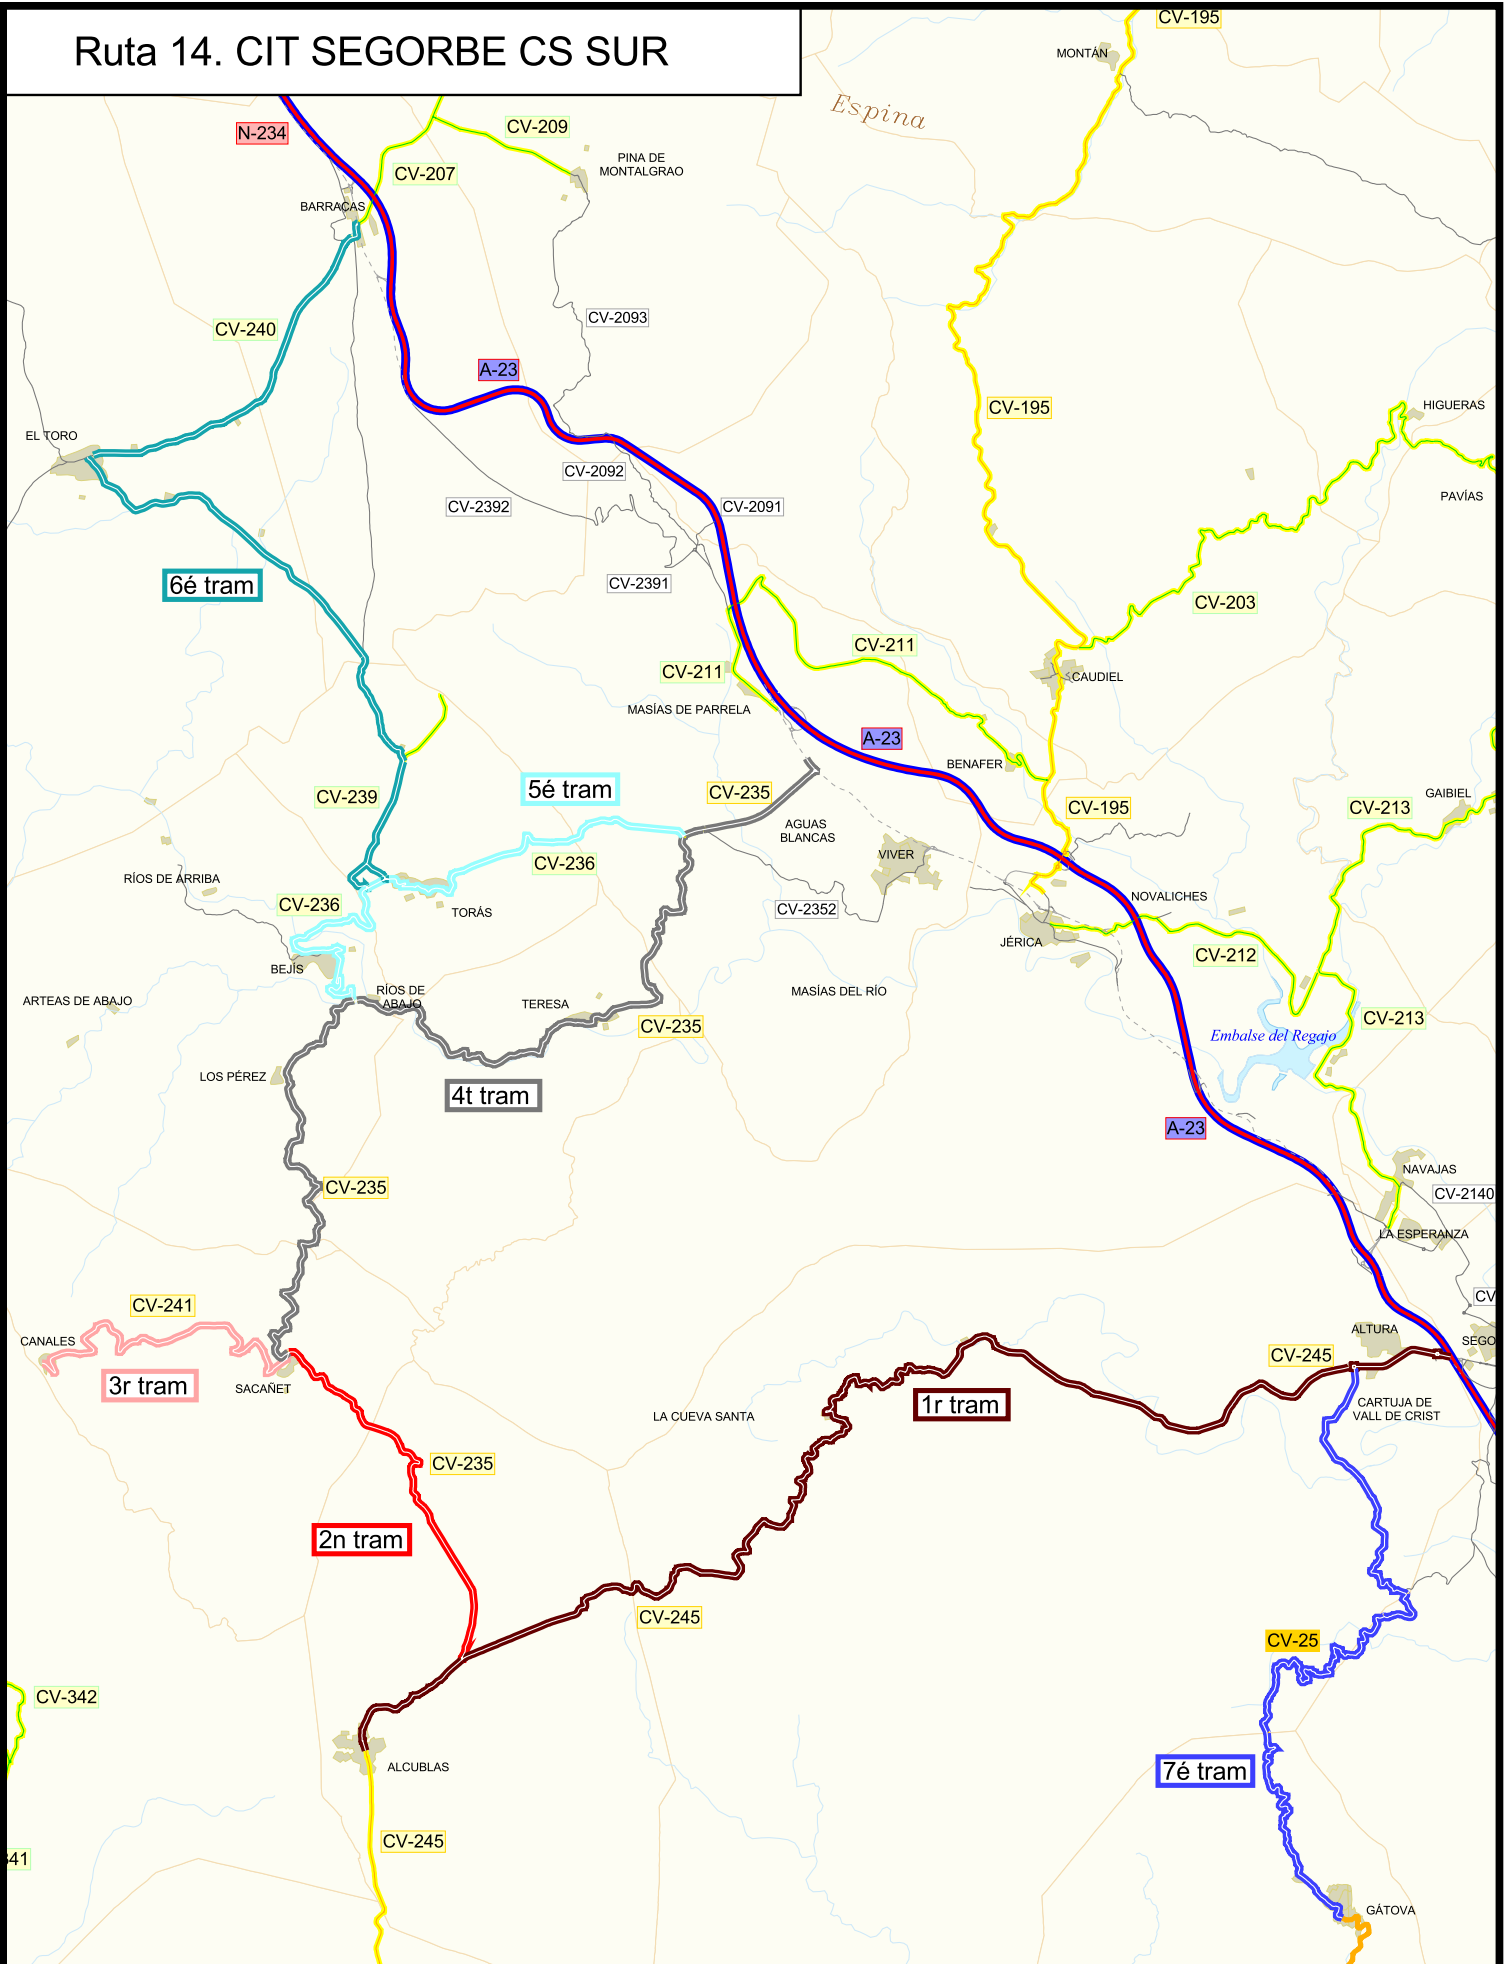 Ruta 14. CIT SEGORBE CS SUR
CV-195
MONTÁN
Espina
N-234
CV-209
CV-207
PINA DE
MONTALGRAO
BARRACAS
CV-240
CV-2093
A-23
CV-195
HIGUERAS
EL TORO
CV-2092
CV-2392
CV-2091
PAVÍAS
6é tram
CV-2391
CV-203
CV-211
CV-211
CAUDIEL
MASÍAS DE PARRELA
A-23
BENAFER
5é tram
CV-235
CV-239
CV-195
CV-213
GAIBIEL
AGUAS
BLANCAS
VIVER
CV-236
RÍOS DE ARRIBA
CV-236
TORÁS
CV-2352
NOVALICHES
JÉRICA
CV-212
BEJÍS
RÍOS DE
ABAJO
ARTEAS DE ABAJO
TERESA
MASÍAS DEL RÍO
CV-235
CV-213
Embalse del Regajo
LOS PÉREZ
4t tram
A-23
NAVAJAS
CV-235
CV-2140
LA ESPERANZA
CV
CV-241
CANALES
ALTURA
SEGO
CV-245
3r tram
SACAÑET
1r tram
LA CUEVA SANTA
CARTUJA DE
VALL DE CRIST
CV-235
2n tram
CV-245
CV-25
CV-342
ALCUBLAS
7é tram
CV-245
41
GÁTOVA